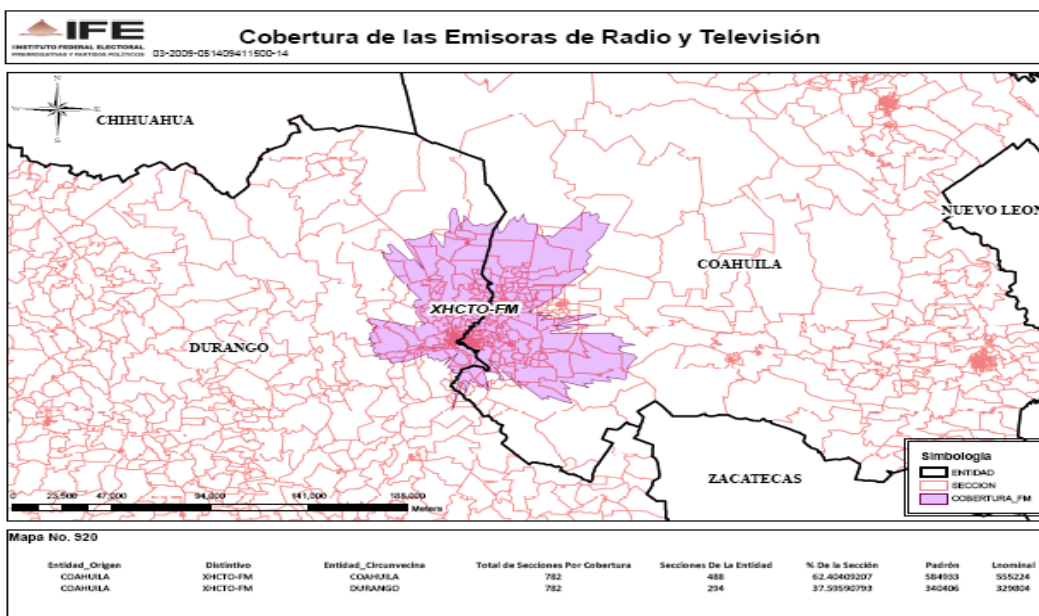 IFE
INSTITUTO FEDERAL ELECTORAL
PRERROGATIVAS Y PARTIDOS POLÍTICOS
03-2009-051409411500-14
Cobertura de las Emisoras de Radio y Televisión
N
W E
S
CHIHUAHUA
NUEVO LEON
COAHUILA
XHCTO-FM
DURANGO
ZACATECAS
Simbologia
ENTIDAD
SECCION
COBERTURA_FM
0 23,500 47,000 94,000 141,000 188,000
Meters
Mapa No. 920
Entidad_Origen Distintivo Entidad_Circunvecina Total de Secciones Por Cobertura Secciones De La Entidad % De la Sección Padrón Lnominal
COAHUILA XHCTO-FM COAHUILA 782 488 62.40409207 584933 555224
COAHUILA XHCTO-FM DURANGO 782 294 37.59590793 340406 329804